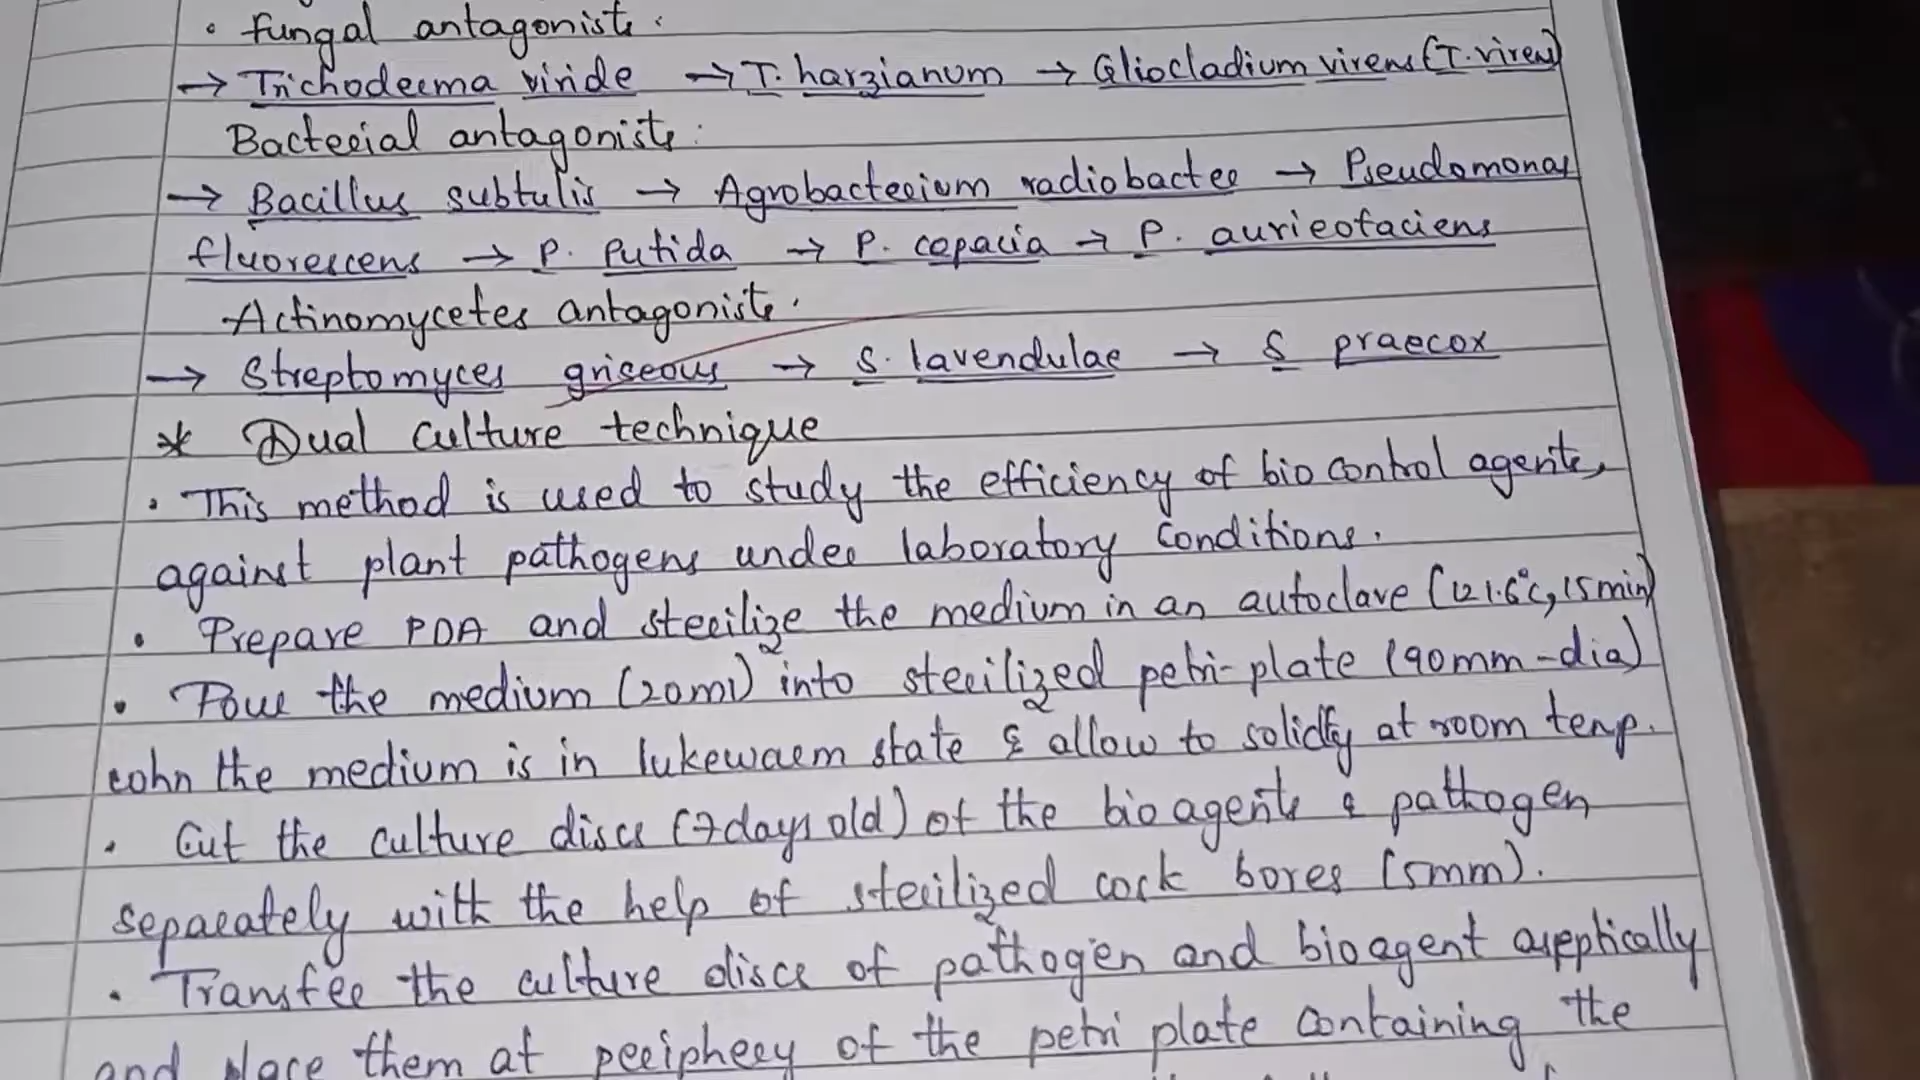 • fungal antagonists.
→ Trichoderma viride → T. harzianum → Gliocladium virens (T. virens)
Bacterial antagonists:
→ Bacillus subtulis → Agrobacterium radiobacter → Pseudomonas
fluorescens → P. Putida → P. cepacia → P. aurieofaciens
Actinomycetes antagonists.
→ Streptomyces griseous → S. lavendulae → S praecox
* Dual culture technique
• This method is used to study the efficiency of bio control agents,
against plant pathogens under laboratory conditions.
• Prepare PDA and sterilize the medium in an autoclave (121.6°c, 15 min)
• Pour the medium (20ml) into sterilized petri-plate (90mm-dia)
wohn the medium is in lukewarm state & allow to solidify at room temp.
• Cut the culture discs (7days old) of the bio agents & pathogen
separately with the help of sterilized cork bores (5mm).
• Transfer the culture discs of pathogen and bioagent aseptically
and place them at periphery of the petri plate containing the